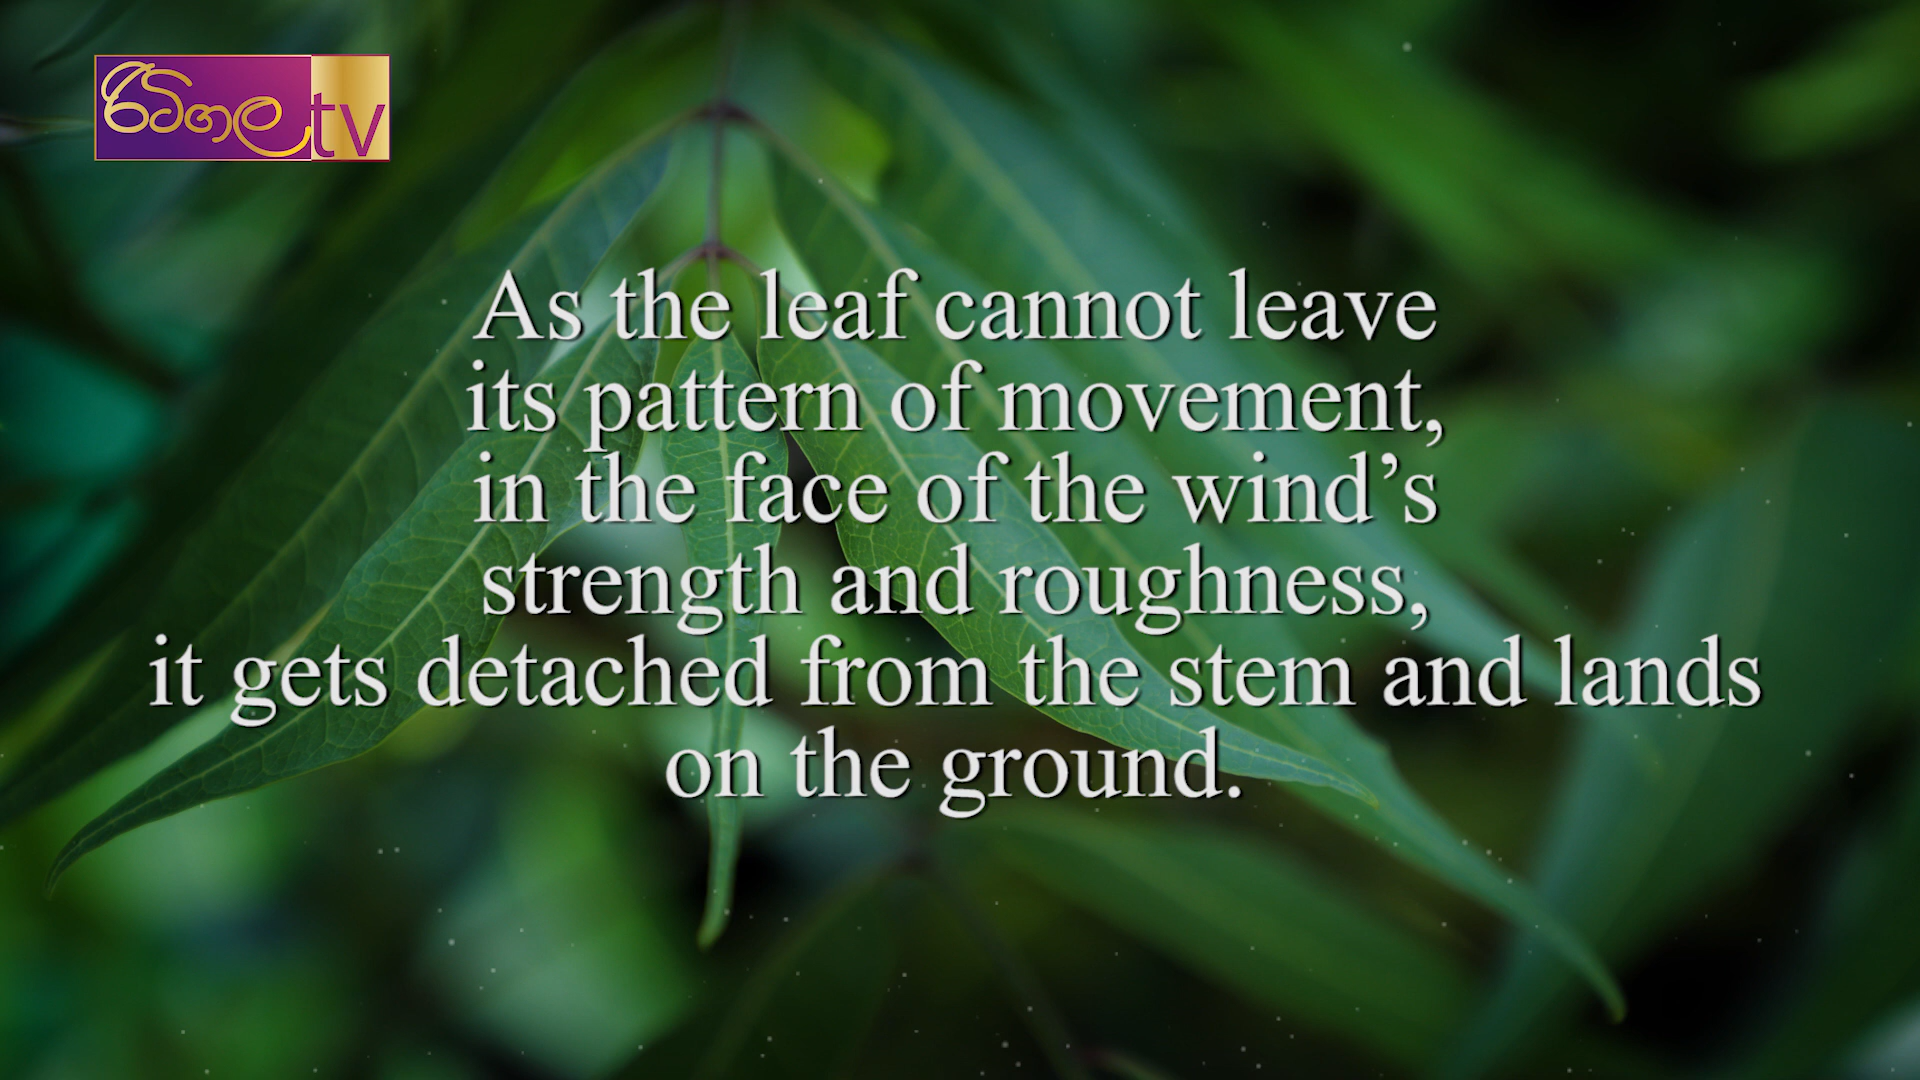 රිටිගල tv
As the leaf cannot leave
its pattern of movement,
in the face of the wind’s
strength and roughness,
it gets detached from the stem and lands
on the ground.